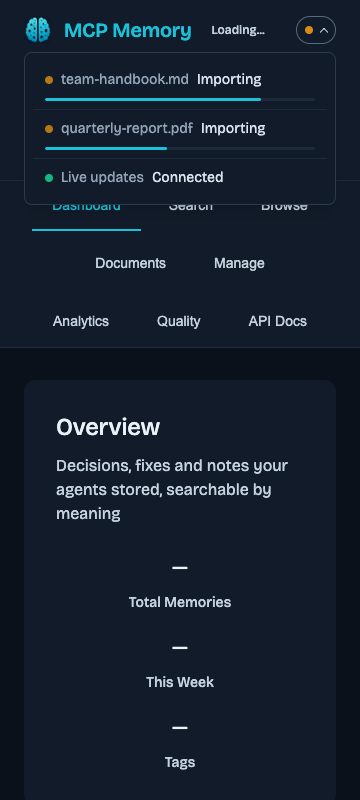 MCP Memory
Loading...
team-handbook.md Importing
quarterly-report.pdf Importing
Live updates Connected
Dashboard Search Browse
Documents Manage
Analytics Quality API Docs
Overview
Decisions, fixes and notes your
agents stored, searchable by
meaning
—
Total Memories
—
This Week
—
Tags